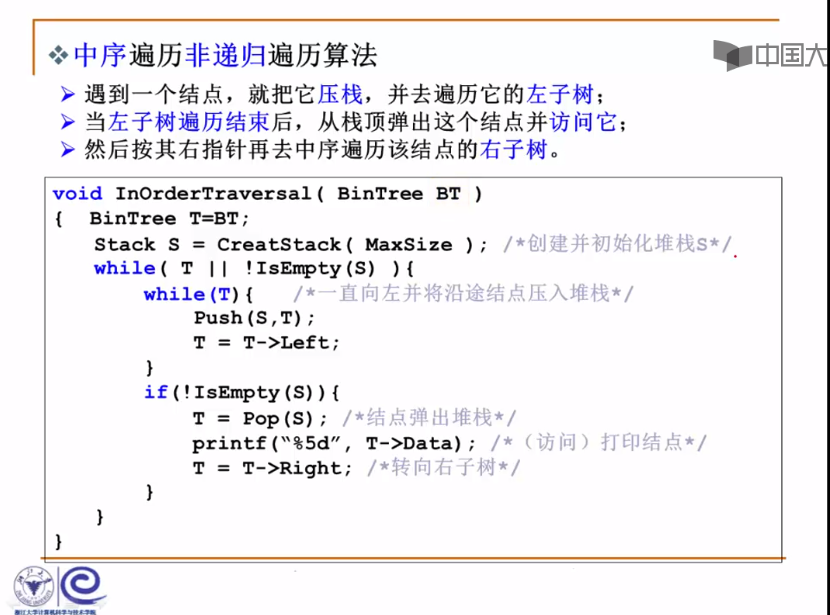 中序遍历非递归遍历算法
中国大
遇到一个结点，就把它压栈，并去遍历它的左子树；
当左子树遍历结束后，从栈顶弹出这个结点并访问它；
然后按其右指针再去中序遍历该结点的右子树。
void InOrderTraversal( BinTree BT )
{ BinTree T=BT;
Stack S = CreatStack( MaxSize ); /*创建并初始化堆栈S*/
while( T || !IsEmpty(S) ){
while(T){ /*一直向左并将沿途结点压入堆栈*/
Push(S,T);
T = T->Left;
}
if(!IsEmpty(S)){
T = Pop(S); /*结点弹出堆栈*/
printf(“%5d”, T->Data); /*（访问）打印结点*/
T = T->Right; /*转向右子树*/
}
}
}
浙江大学计算机科学与技术学院